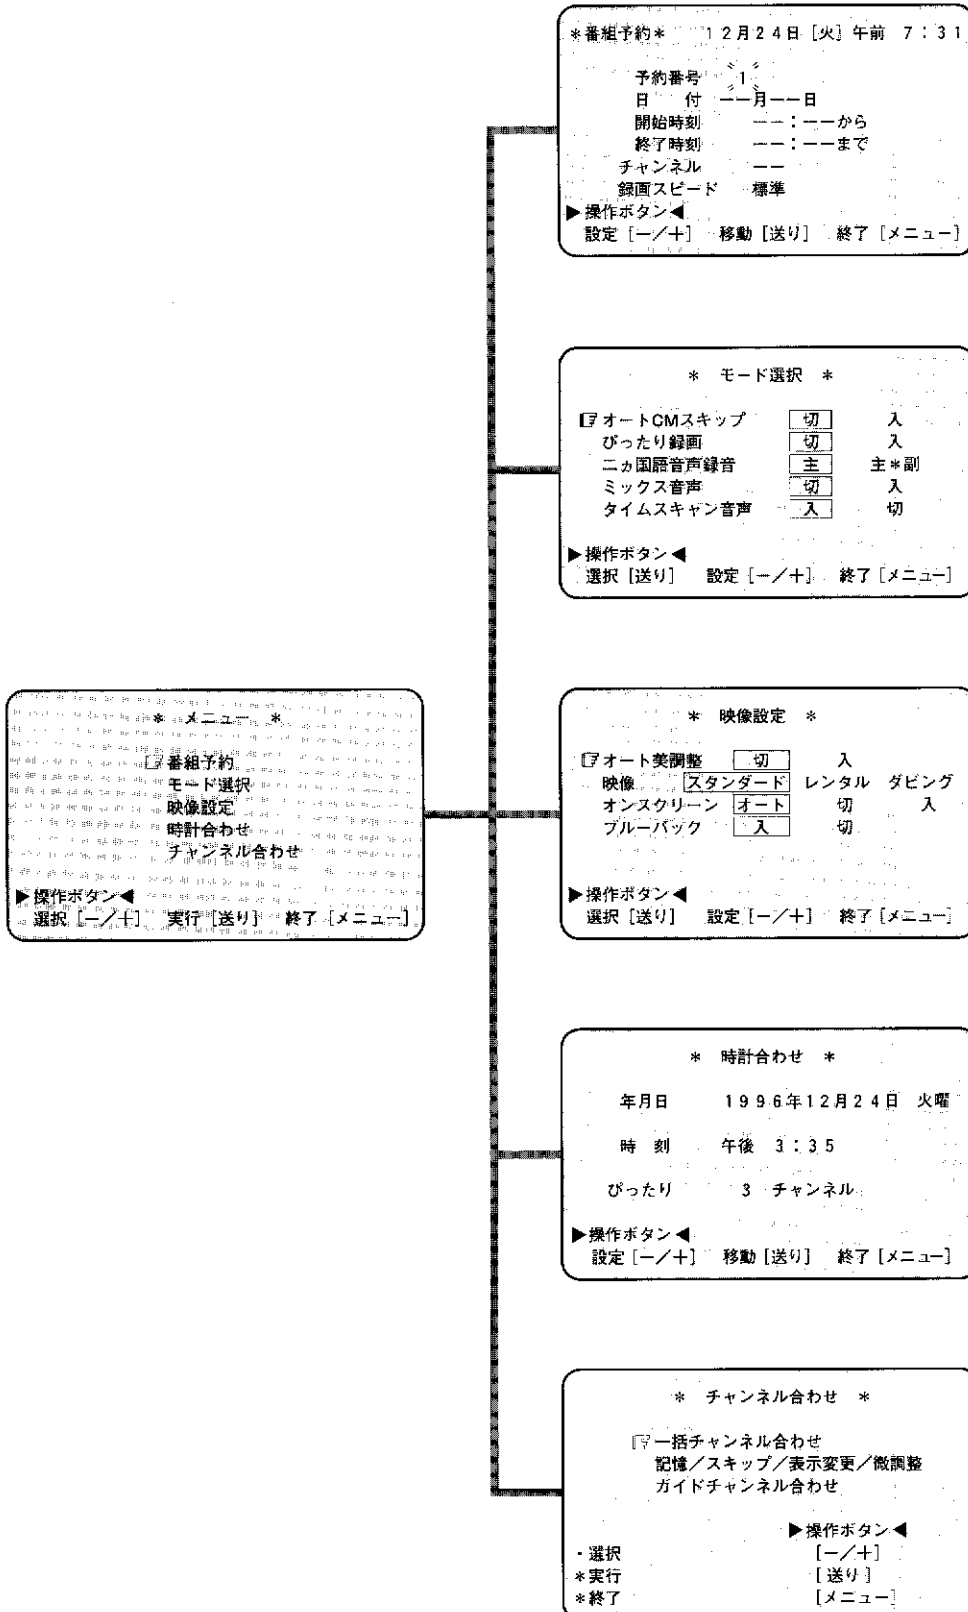 ＊番組予約＊ 12月24日［火］午前 7：31
予約番号 1
日 付 −−月−−日
開始時刻 −−：−−から
終了時刻 −−：−−まで
チャンネル −−
録画スピード 標準
▶操作ボタン◀
設定［−／＋］ 移動［送り］ 終了［メニュー］
＊ モード選択 ＊
☞オートCMスキップ 切 入
ぴったり録画 切 入
二ヵ国語音声録音 主 主＊副
ミックス音声 切 入
タイムスキャン音声 入 切
▶操作ボタン◀
選択［送り］ 設定［−／＋］ 終了［メニュー］
＊ メニュー ＊
☞番組予約
モード選択
映像設定
時計合わせ
チャンネル合わせ
▶操作ボタン◀
選択［−／＋］ 実行［送り］ 終了［メニュー］
＊ 映像設定 ＊
☞オート美調整 切 入
映像 スタンダード レンタル ダビング
オンスクリーン オート 切 入
ブルーバック 入 切
▶操作ボタン◀
選択［送り］ 設定［−／＋］ 終了［メニュー］
＊ 時計合わせ ＊
年月日 1996年12月24日 火曜
時 刻 午後 3：35
ぴったり 3 チャンネル
▶操作ボタン◀
設定［−／＋］ 移動［送り］ 終了［メニュー］
＊ チャンネル合わせ ＊
☞一括チャンネル合わせ
記憶／スキップ／表示変更／微調整
ガイドチャンネル合わせ
▶操作ボタン◀
・選択 ［−／＋］
＊実行 ［送り］
＊終了 ［メニュー］